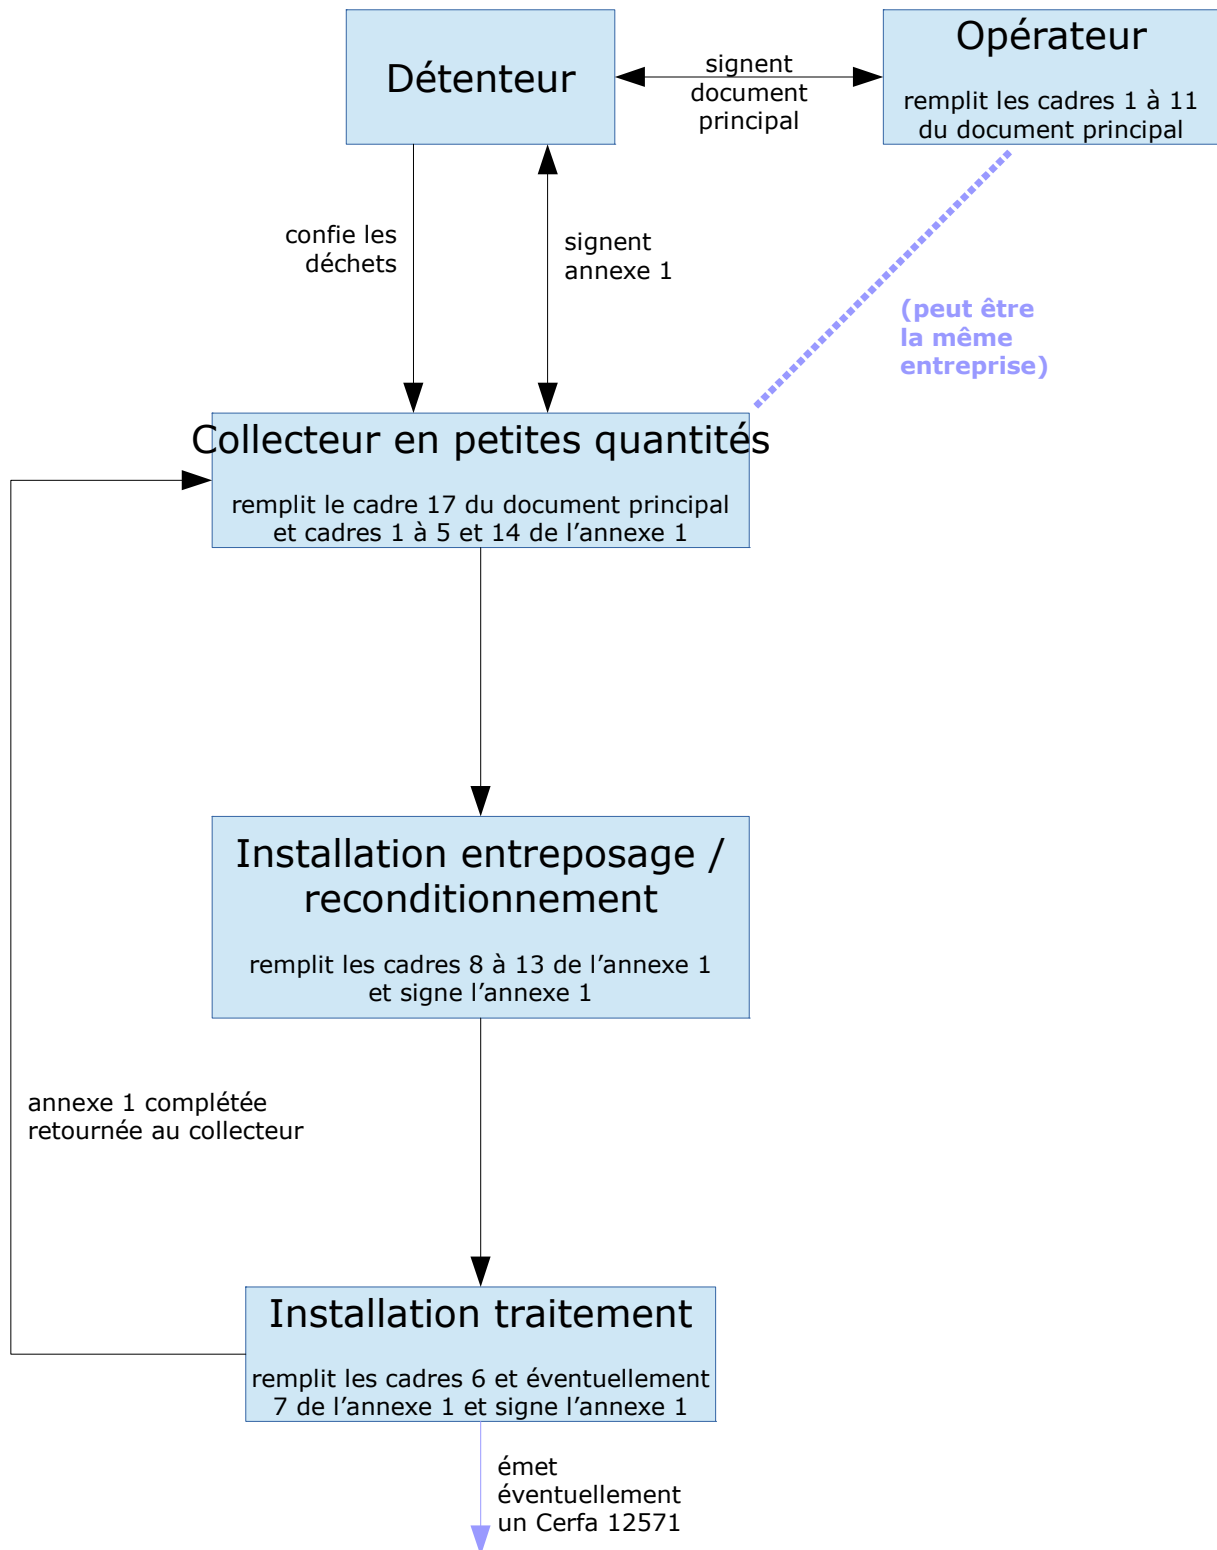 Détenteur
signent
document
principal
Opérateur
remplit les cadres 1 à 11
du document principal
confie les
déchets
signent
annexe 1
(peut être
la même
entreprise)
Collecteur en petites quantités
remplit le cadre 17 du document principal
et cadres 1 à 5 et 14 de l’annexe 1
Installation entreposage /
reconditionnement
remplit les cadres 8 à 13 de l’annexe 1
et signe l’annexe 1
annexe 1 complétée
retournée au collecteur
Installation traitement
remplit les cadres 6 et éventuellement
7 de l’annexe 1 et signe l’annexe 1
émet
éventuellement
un Cerfa 12571